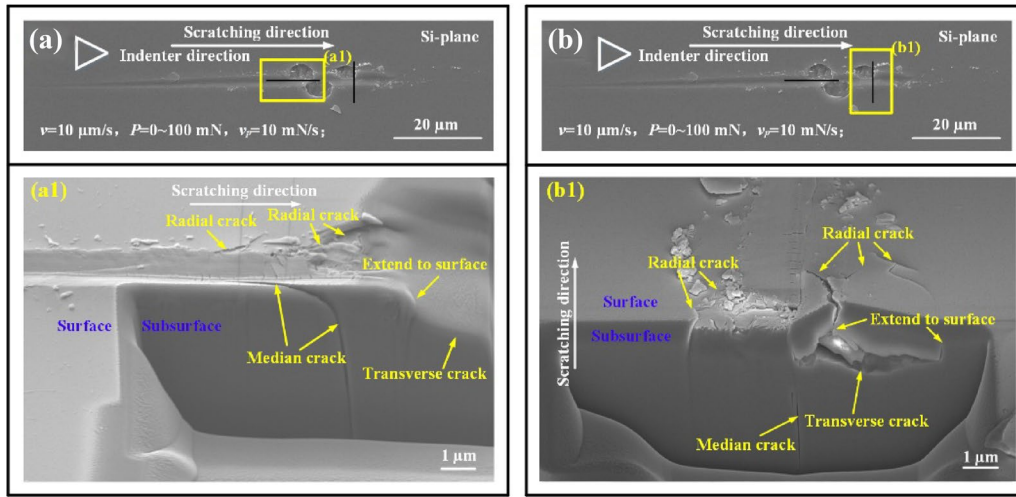 (a)
Scratching direction
Si-plane
Indenter direction
(a1)
v=10 μm/s, P=0~100 mN, vp=10 mN/s;
20 μm
(a1)
Scratching direction
Radial crack
Radial crack
Extend to surface
Surface
Subsurface
Median crack
Transverse crack
1 μm
(b)
Scratching direction
Si-plane
Indenter direction
(b1)
v=10 μm/s, P=0~100 mN, vp=10 mN/s;
20 μm
(b1)
Scratching direction
Radial crack
Radial crack
Surface
Subsurface
Extend to surface
Transverse crack
Median crack
1 μm